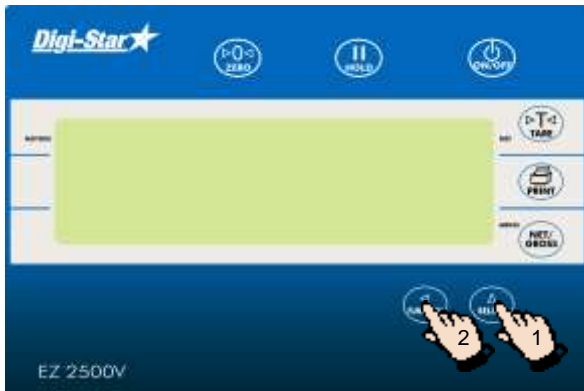 Digi-Star
ZERO
HOLD
ON/OFF
TARE
PRINT
NET/
GROSS
2
1
EZ 2500V